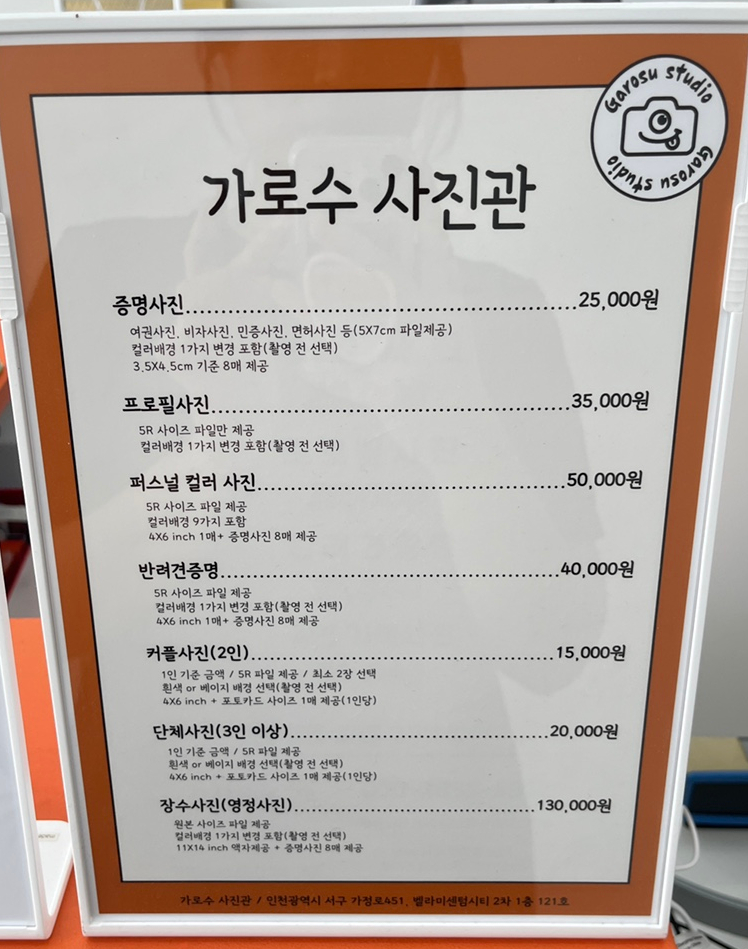 Garosu studio
Garosu studio
가로수 사진관
증명사진..........25,000원
여권사진, 비자사진, 민증사진, 면허사진 등(5X7cm 파일제공)
컬러배경 1가지 변경 포함(촬영 전 선택)
3.5X4.5cm 기준 8매 제공
프로필사진..........35,000원
5R 사이즈 파일만 제공
컬러배경 1가지 변경 포함(촬영 전 선택)
퍼스널 컬러 사진..........50,000원
5R 사이즈 파일 제공
컬러배경 9가지 포함
4X6 inch 1매+ 증명사진 8매 제공
반려견증명..........40,000원
5R 사이즈 파일 제공
컬러배경 1가지 변경 포함(촬영 전 선택)
4X6 inch 1매+ 증명사진 8매 제공
커플사진(2인)..........15,000원
1인 기준 금액 / 5R 파일 제공 / 최소 2장 선택
흰색 or 베이지 배경 선택(촬영 전 선택)
4X6 inch + 포토카드 사이즈 1매 제공(1인당)
단체사진(3인 이상)..........20,000원
1인 기준 금액 / 5R 파일 제공
흰색 or 베이지 배경 선택(촬영 전 선택)
4X6 inch + 포토카드 사이즈 1매 제공(1인당)
장수사진(영정사진)..........130,000원
원본 사이즈 파일 제공
컬러배경 1가지 변경 포함(촬영 전 선택)
11X14 inch 액자제공 + 증명사진 8매 제공
가로수 사진관 / 인천광역시 서구 가정로451, 벨라미센텀시티 2차 1층 121호